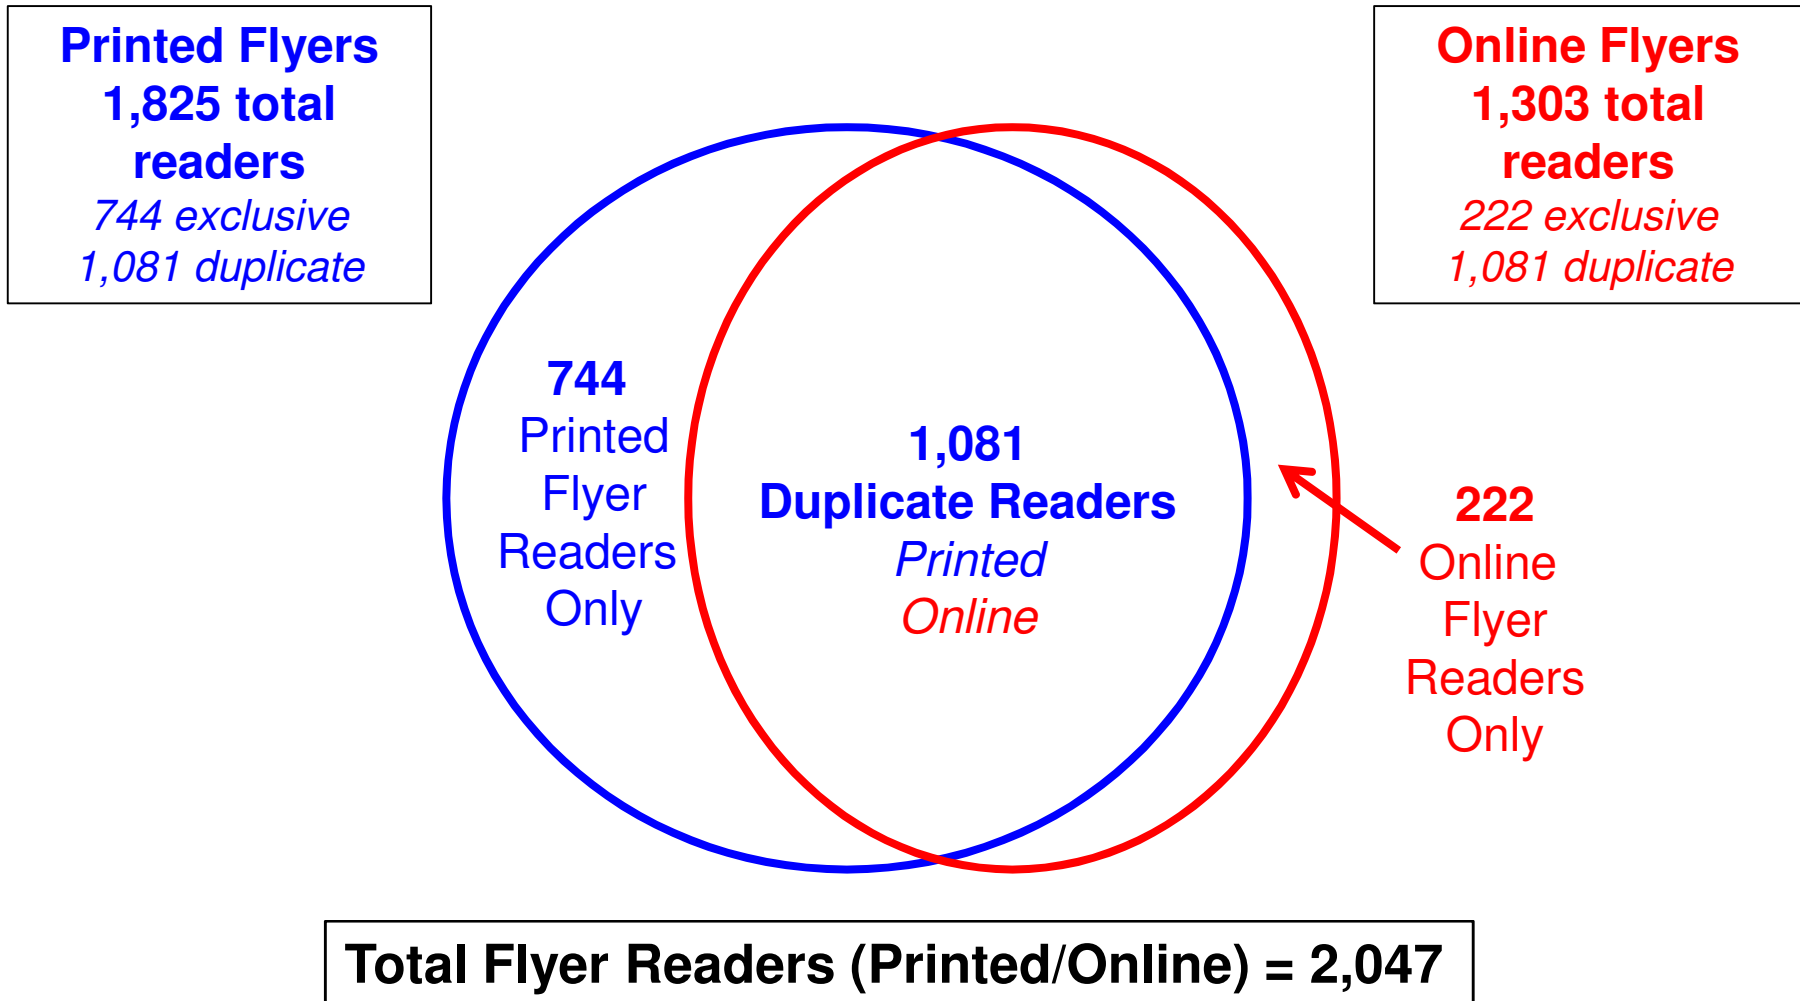 Printed Flyers
1,825 total
readers
744 exclusive
1,081 duplicate
Online Flyers
1,303 total
readers
222 exclusive
1,081 duplicate
744
Printed
Flyer
Readers
Only
1,081
Duplicate Readers
Printed
Online
222
Online
Flyer
Readers
Only
Total Flyer Readers (Printed/Online) = 2,047